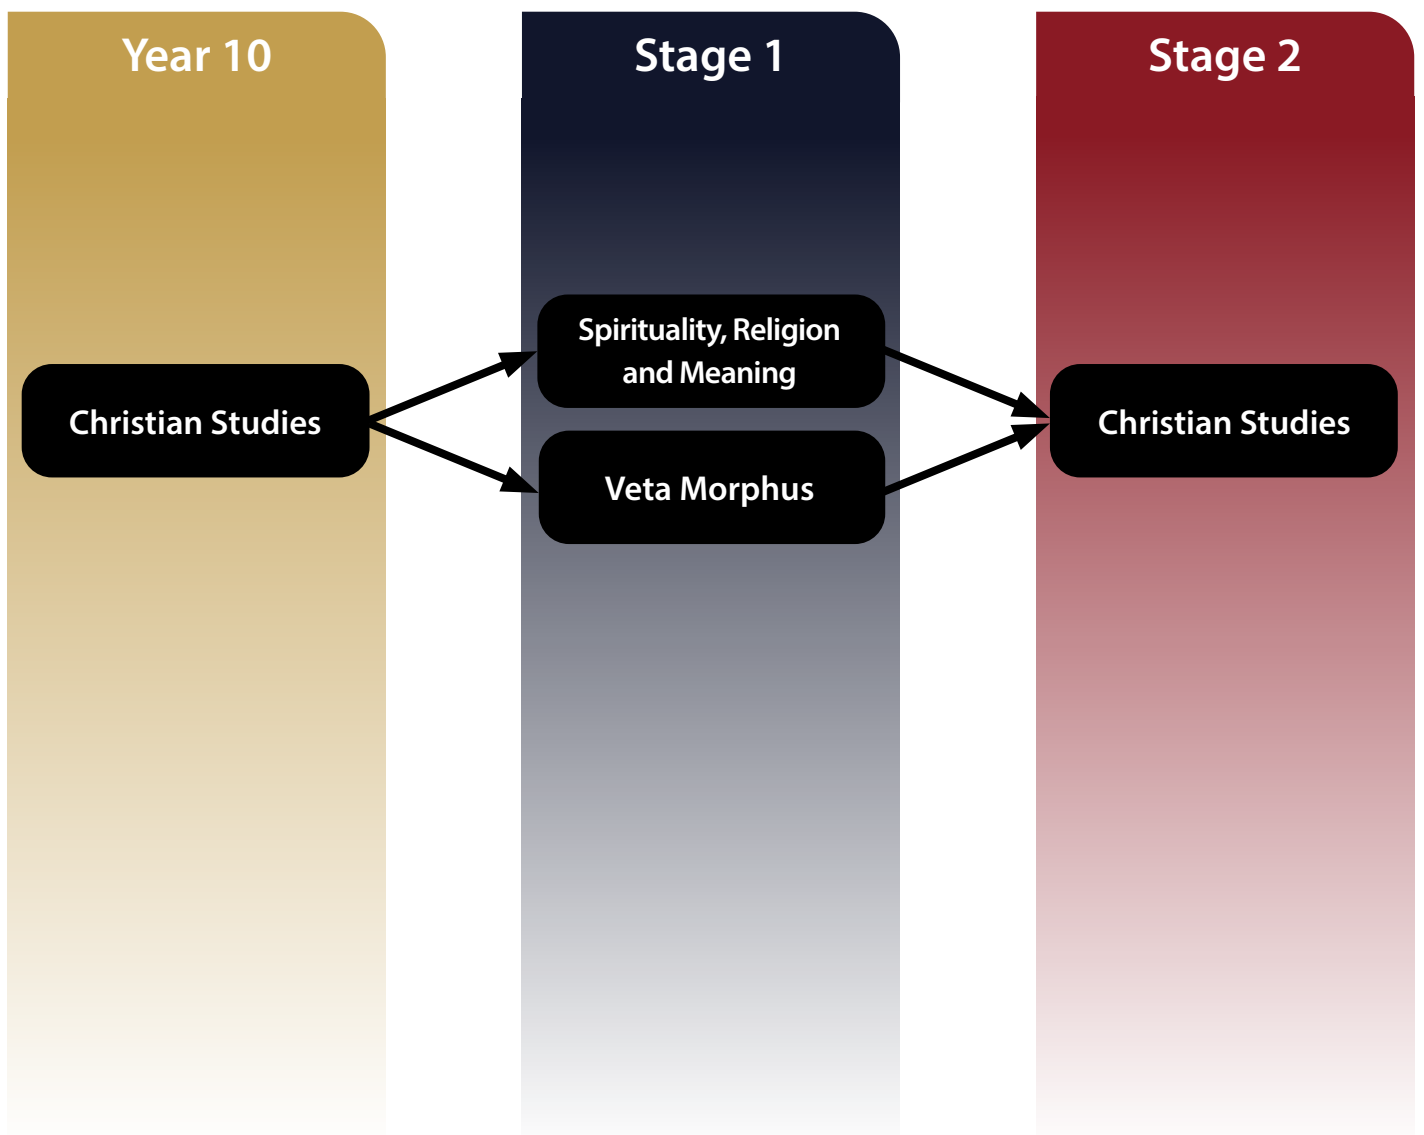 Year 10
Stage 1
Stage 2
Christian Studies
Spirituality, Religion
and Meaning
Veta Morphus
Christian Studies